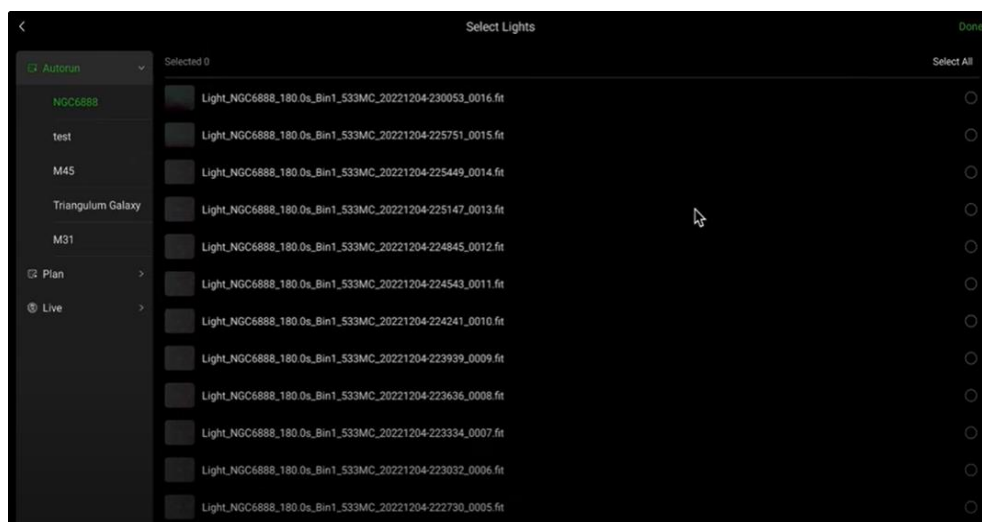 Select Lights
Done
Autorun
Selected 0
Select All
NGC6888
test
M45
Triangulum Galaxy
M31
Plan
Live
Light_NGC6888_180.0s_Bin1_533MC_20221204-230053_0016.fit
Light_NGC6888_180.0s_Bin1_533MC_20221204-225751_0015.fit
Light_NGC6888_180.0s_Bin1_533MC_20221204-225449_0014.fit
Light_NGC6888_180.0s_Bin1_533MC_20221204-225147_0013.fit
Light_NGC6888_180.0s_Bin1_533MC_20221204-224845_0012.fit
Light_NGC6888_180.0s_Bin1_533MC_20221204-224543_0011.fit
Light_NGC6888_180.0s_Bin1_533MC_20221204-224241_0010.fit
Light_NGC6888_180.0s_Bin1_533MC_20221204-223939_0009.fit
Light_NGC6888_180.0s_Bin1_533MC_20221204-223636_0008.fit
Light_NGC6888_180.0s_Bin1_533MC_20221204-223334_0007.fit
Light_NGC6888_180.0s_Bin1_533MC_20221204-223032_0006.fit
Light_NGC6888_180.0s_Bin1_533MC_20221204-222730_0005.fit